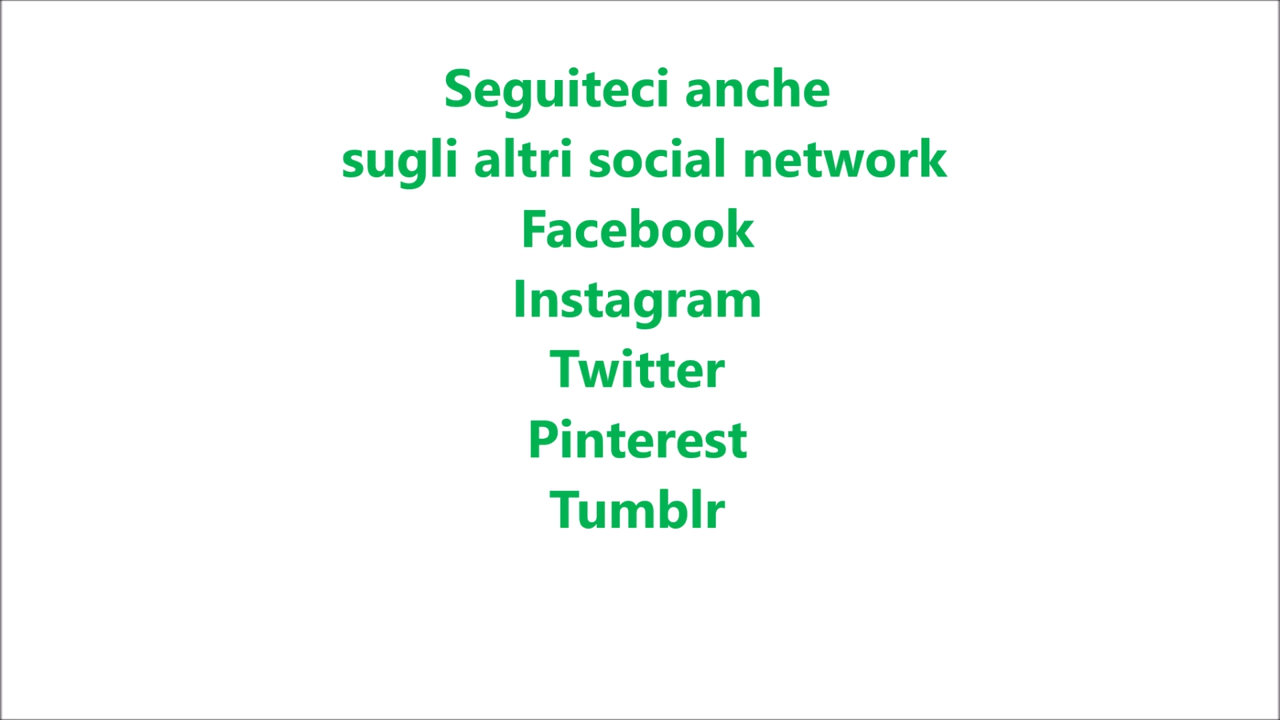 Seguiteci anche
sugli altri social network
Facebook
Instagram
Twitter
Pinterest
Tumblr